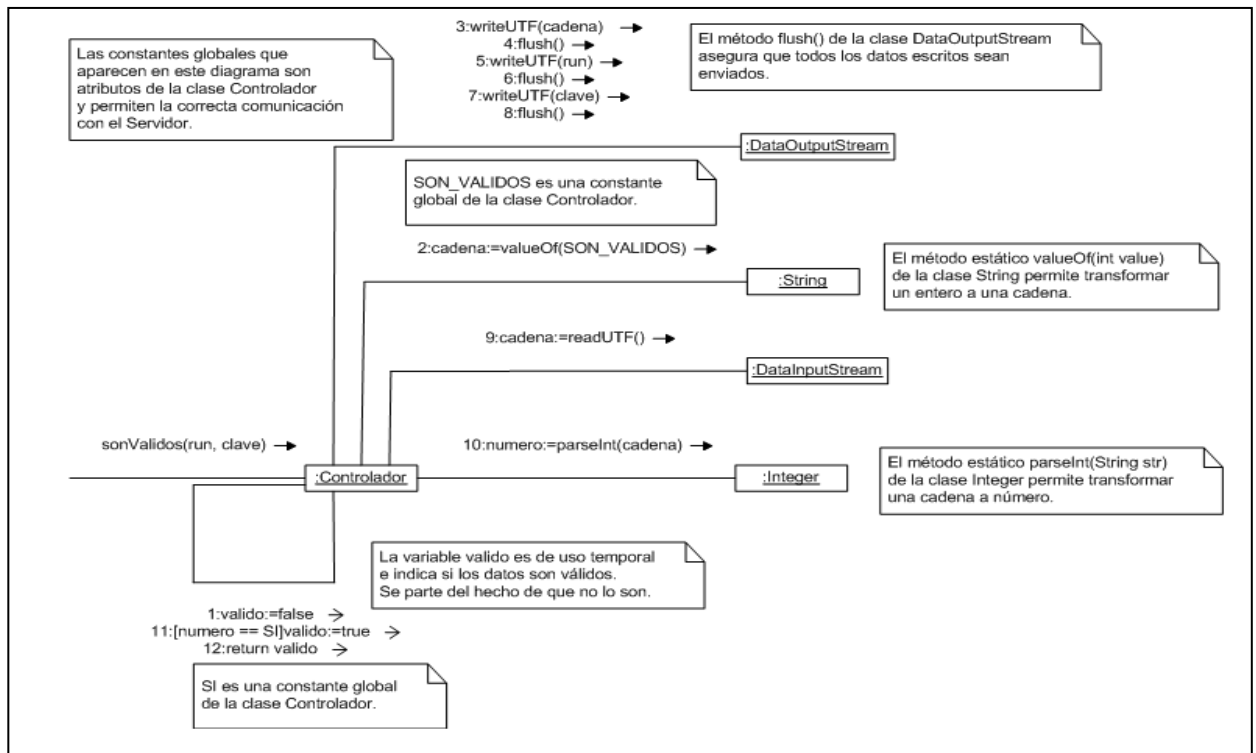 Las constantes globales que
aparecen en este diagrama son
atributos de la clase Controlador
y permiten la correcta comunicación
con el Servidor.
3:writeUTF(cadena)
4:flush()
5:writeUTF(run)
6:flush()
7:writeUTF(clave)
8:flush()
El método flush() de la clase DataOutputStream
asegura que todos los datos escritos sean
enviados.
:DataOutputStream
SON_VALIDOS es una constante
global de la clase Controlador.
2:cadena:=valueOf(SON_VALIDOS)
:String
El método estático valueOf(int value)
de la clase String permite transformar
un entero a una cadena.
9:cadena:=readUTF()
:DataInputStream
sonValidos(run, clave)
:Controlador
10:numero:=parseInt(cadena)
:Integer
El método estático parseInt(String str)
de la clase Integer permite transformar
una cadena a número.
La variable valido es de uso temporal
e indica si los datos son válidos.
Se parte del hecho de que no lo son.
1:valido:=false
11:[numero == SI]valido:=true
12:return valido
SI es una constante global
de la clase Controlador.